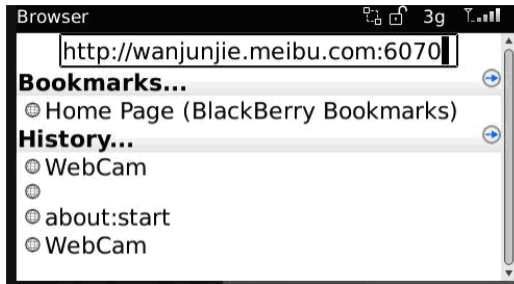 Browser 3g
http://wanjunjie.meibu.com:6070
Bookmarks...
Home Page (BlackBerry Bookmarks)
History...
WebCam
about:start
WebCam